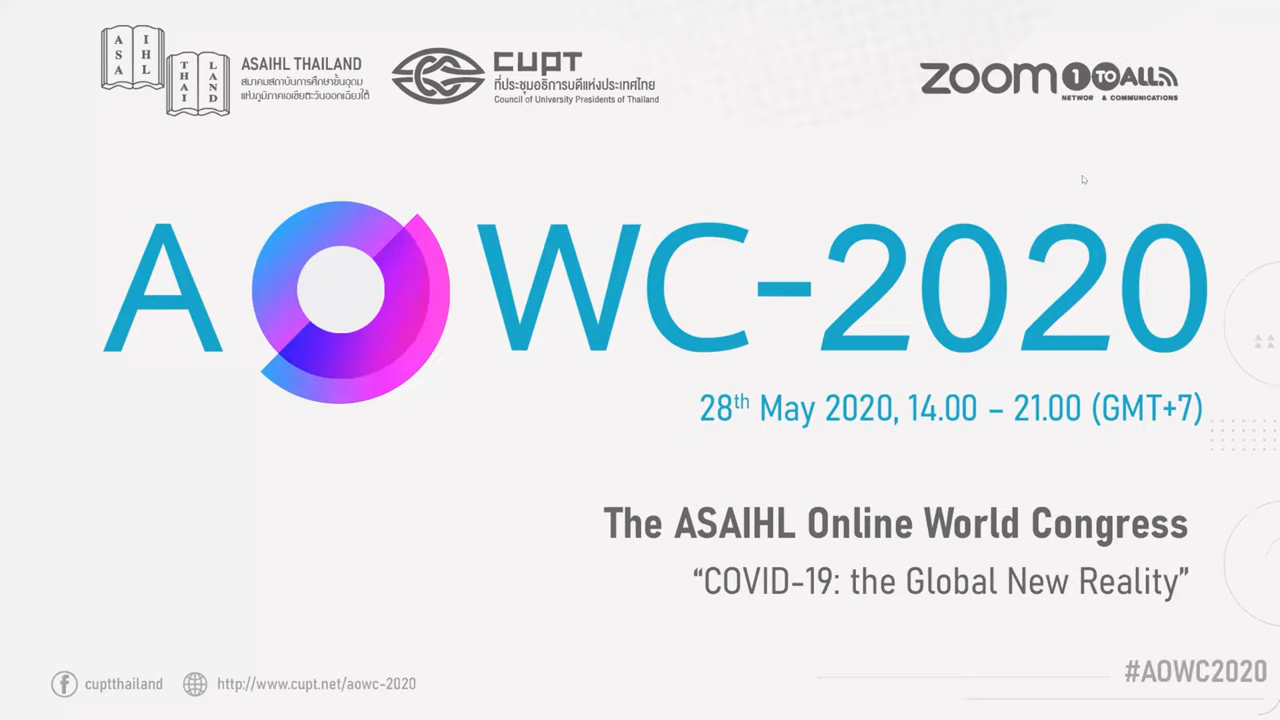 ASA
IHL
THAI
LAND
ASAIHL THAILAND
สมาคมสถาบันการศึกษาขั้นอุดม
แห่งภูมิภาคเอเชียตะวันออกเฉียงใต้
CUPT
ที่ประชุมอธิการบดีแห่งประเทศไทย
Council of University Presidents of Thailand
zoom 1 TO ALL
NETWOR & COMMUNICATIONS
AOWC-2020
28th May 2020, 14.00 – 21.00 (GMT+7)
The ASAIHL Online World Congress
“COVID-19: the Global New Reality”
cuptthailand
http://www.cupt.net/aowc-2020
#AOWC2020